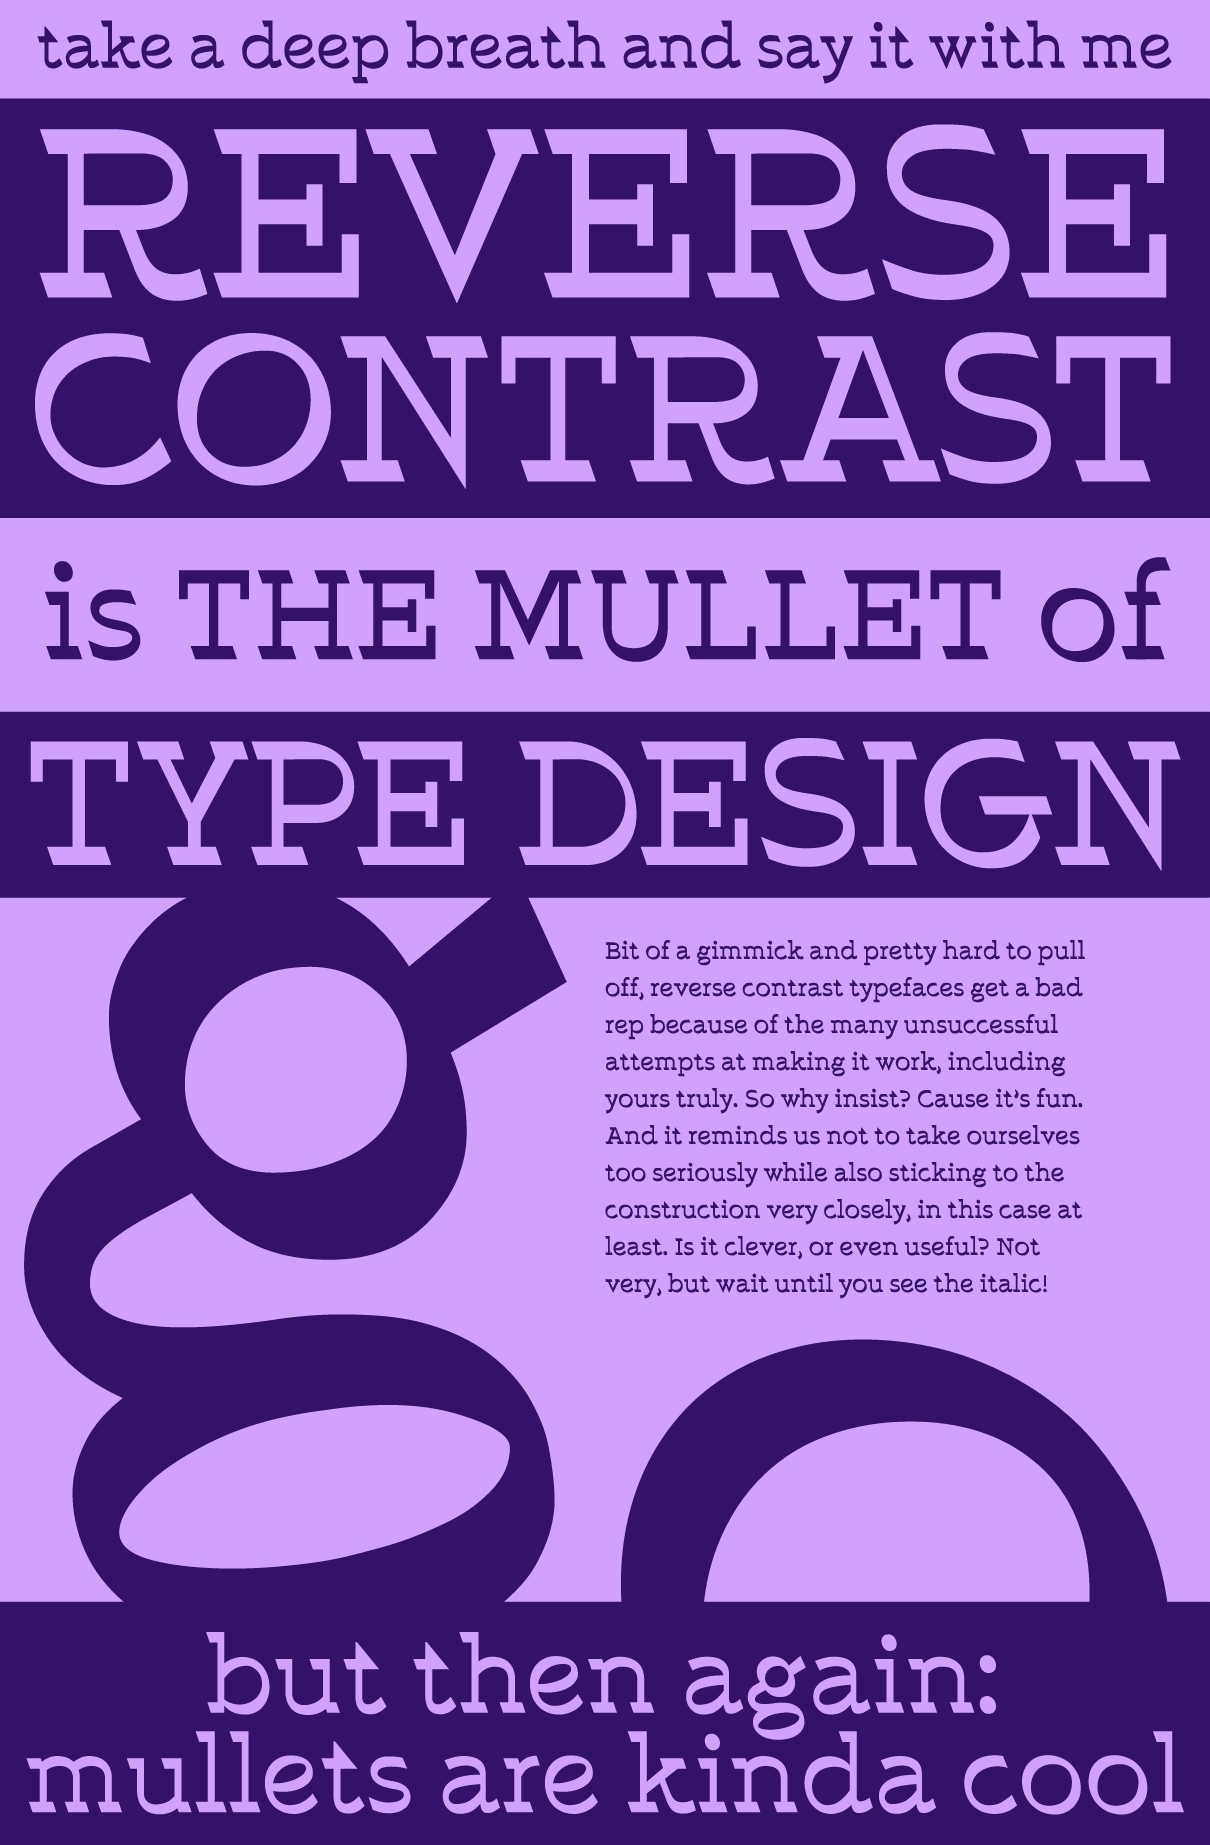 take a deep breath and say it with me
REVERSE
CONTRAST
is THE MULLET of
TYPE DESIGN
g
Bit of a gimmick and pretty hard to pull
off, reverse contrast typefaces get a bad
rep because of the many unsuccessful
attempts at making it work, including
yours truly. So why insist? Cause it’s fun.
And it reminds us not to take ourselves
too seriously while also sticking to the
construction very closely, in this case at
least. Is it clever, or even useful? Not
very, but wait until you see the italic!
but then again:
mullets are kinda cool